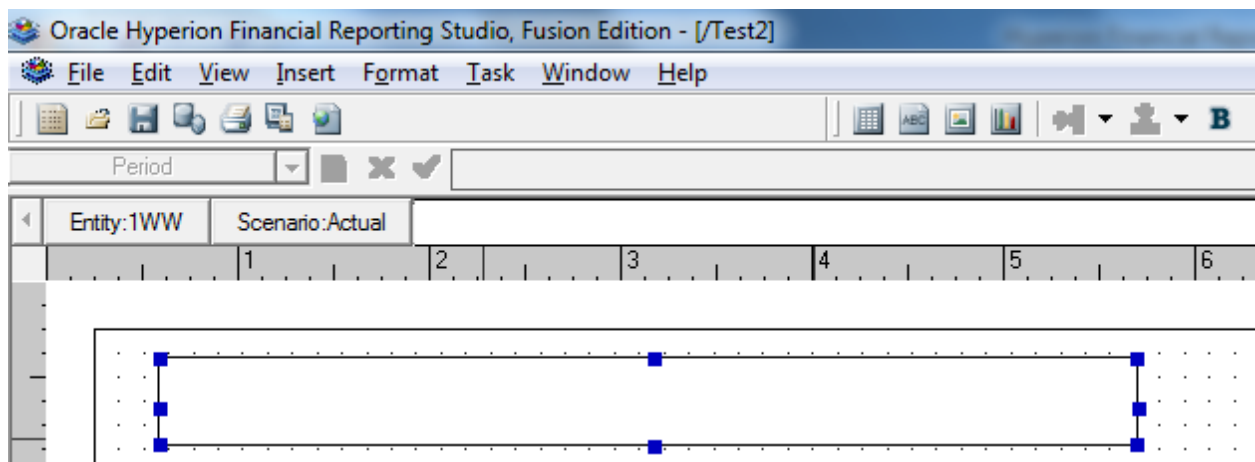 Oracle Hyperion Financial Reporting Studio, Fusion Edition - [/Test2]
File Edit View Insert Format Task Window Help
ABC B
Period
Entity:1WW Scenario:Actual
1 2 3 4 5 6